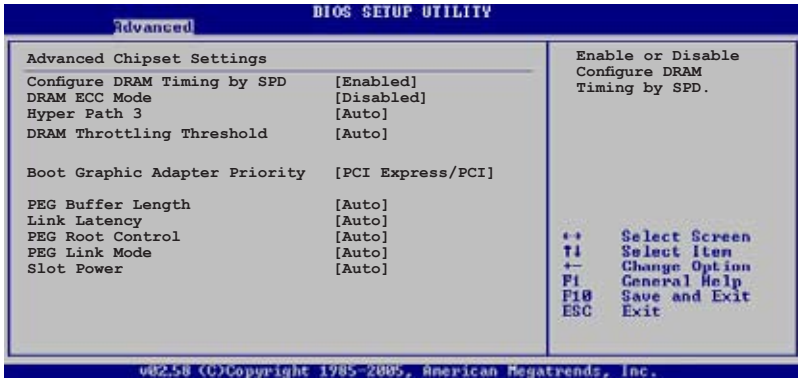 BIOS SETUP UTILITY
Advanced
Advanced Chipset Settings
Configure DRAM Timing by SPD [Enabled]
DRAM ECC Mode [Disabled]
Hyper Path 3 [Auto]
DRAM Throttling Threshold [Auto]
Boot Graphic Adapter Priority [PCI Express/PCI]
PEG Buffer Length [Auto]
Link Latency [Auto]
PEG Root Control [Auto]
PEG Link Mode [Auto]
Slot Power [Auto]
Enable or Disable
Configure DRAM
Timing by SPD.
←→ Select Screen
↑↓ Select Item
+- Change Option
F1 General Help
F10 Save and Exit
ESC Exit
v02.58 (C)Copyright 1985-2005, American Megatrends, Inc.